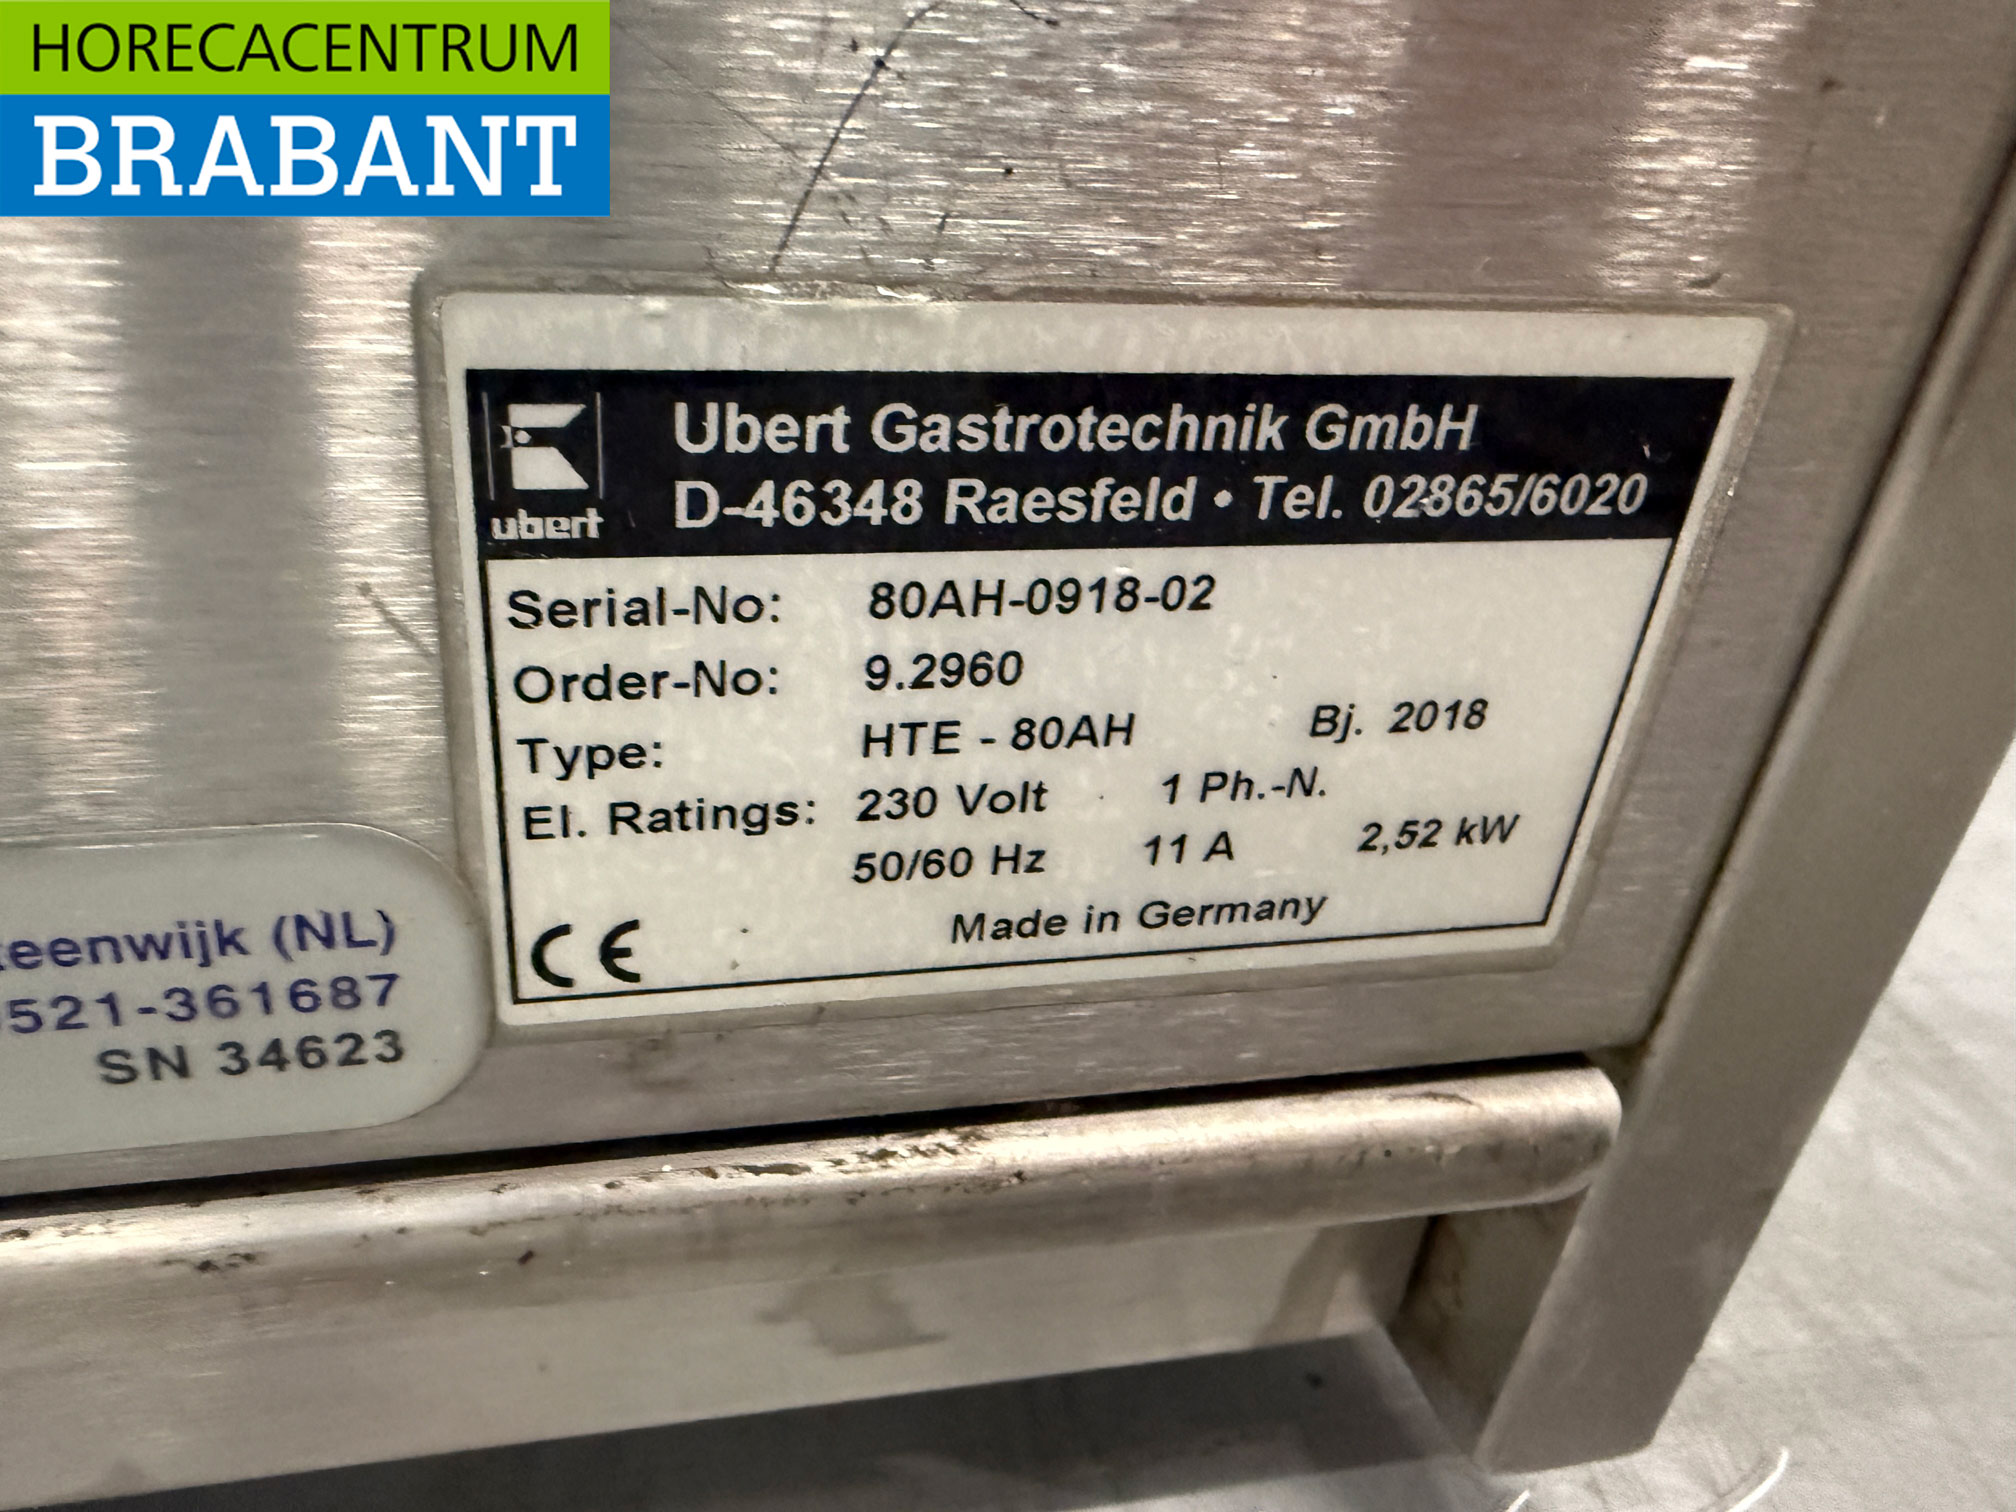 HORECACENTRUM
BRABANT
ubert
Ubert Gastrotechnik GmbH
D-46348 Raesfeld • Tel. 02865/6020
Serial-No: 80AH-0918-02
Order-No: 9.2960
Type: HTE - 80AH Bj. 2018
El. Ratings: 230 Volt 1 Ph.-N.
50/60 Hz 11 A 2,52 kW
CE Made in Germany
eenwijk (NL)
521-361687
SN 34623